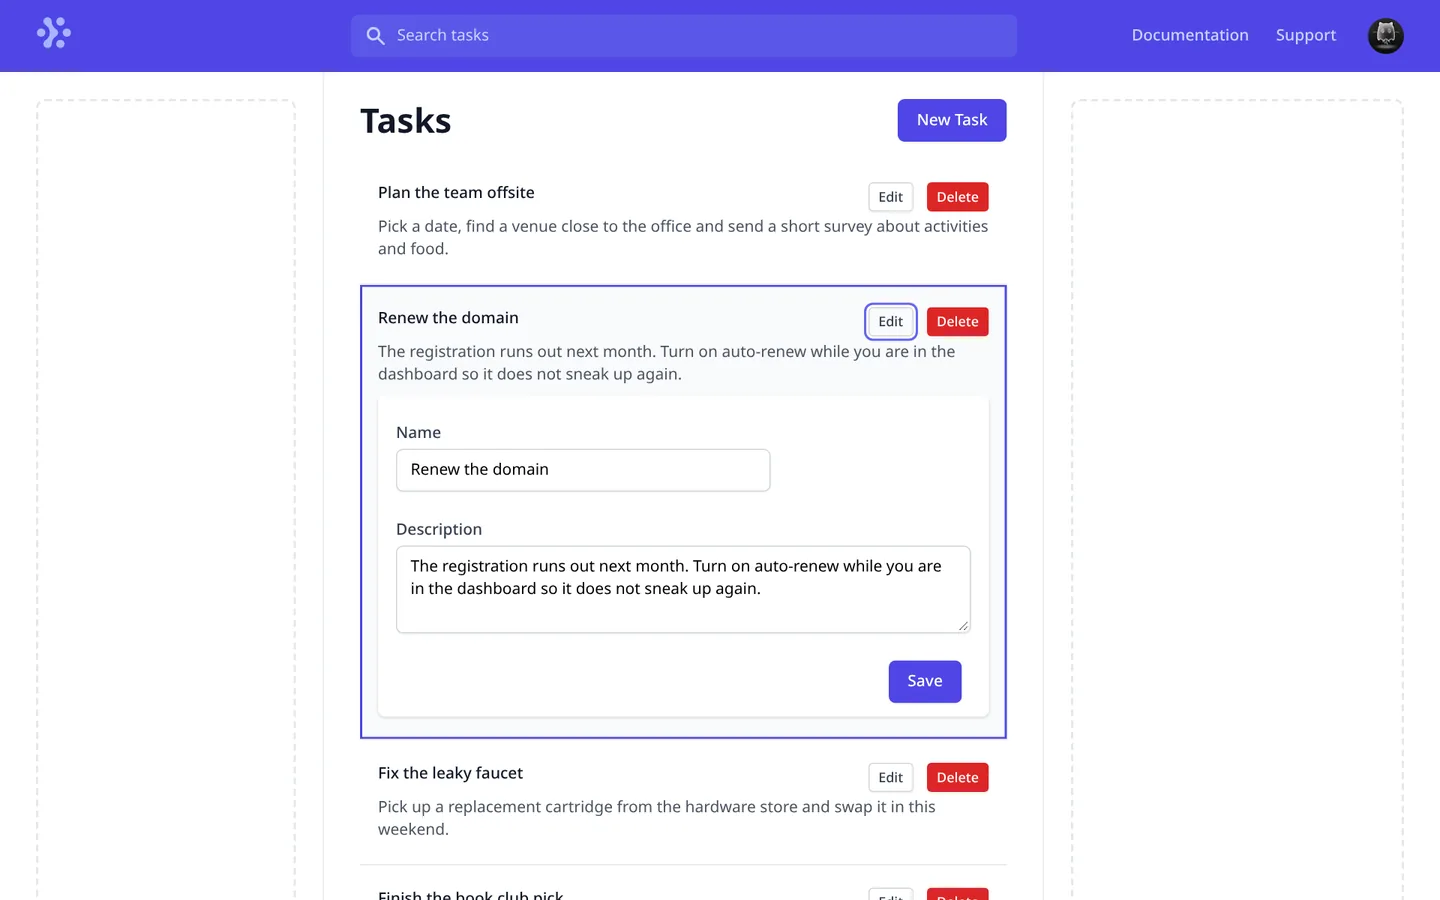 Search tasks
Documentation
Support
Tasks
New Task
Plan the team offsite
Edit
Delete
Pick a date, find a venue close to the office and send a short survey about activities
and food.
Renew the domain
Edit
Delete
The registration runs out next month. Turn on auto-renew while you are in the
dashboard so it does not sneak up again.
Name
Renew the domain
Description
The registration runs out next month. Turn on auto-renew while you are
in the dashboard so it does not sneak up again.
Save
Fix the leaky faucet
Edit
Delete
Pick up a replacement cartridge from the hardware store and swap it in this
weekend.
Finish the book club pick
Edit
Delete